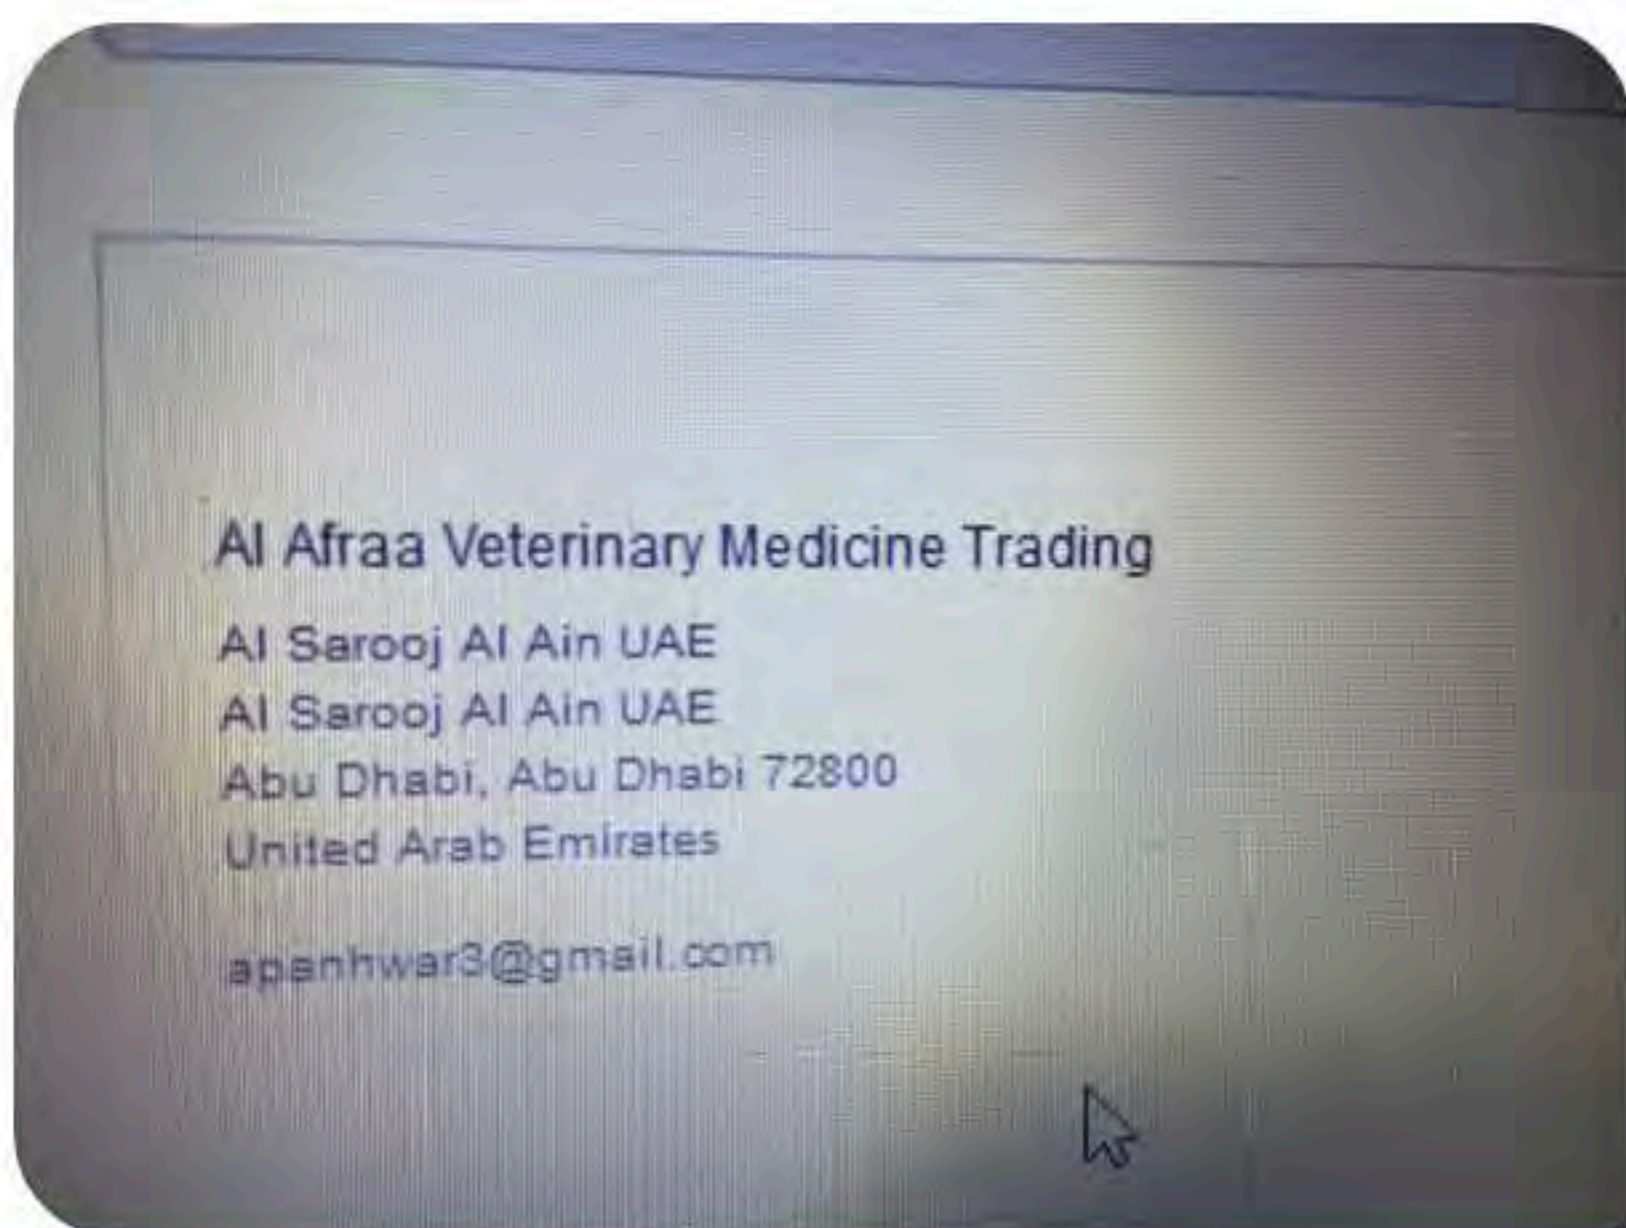 Al Afraa Veterinary Medicine Trading
Al Sarooj Al Ain UAE
Al Sarooj Al Ain UAE
Abu Dhabi, Abu Dhabi 72800
United Arab Emirates
apanhwar3@gmail.com